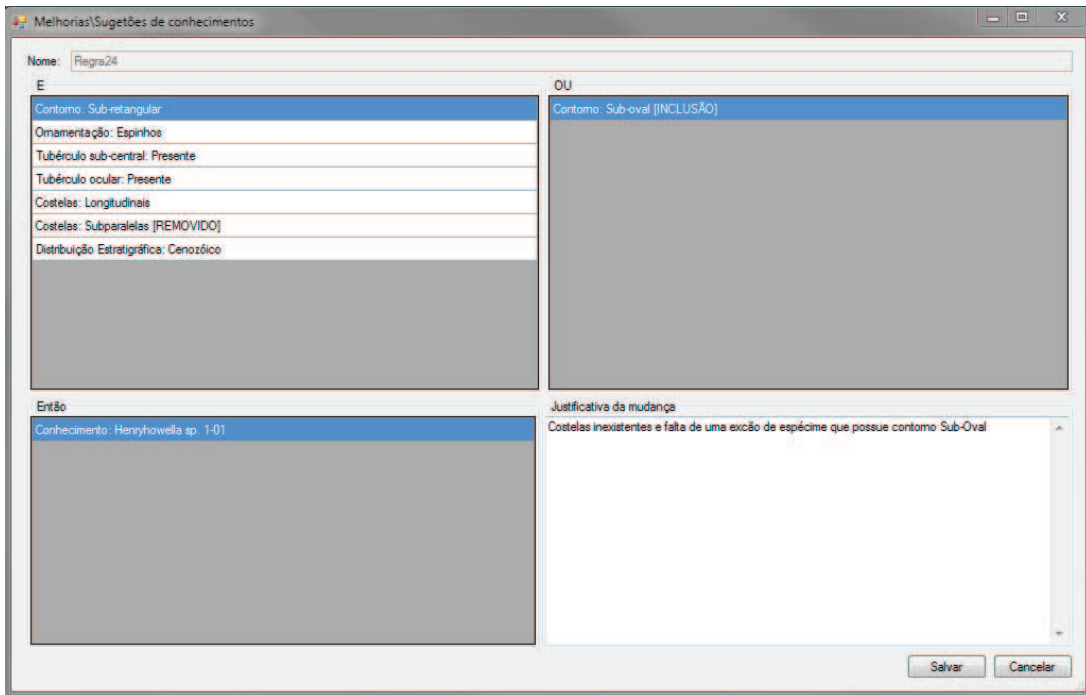 Melhorias\Sugetões de conhecimentos
Nome: Regra24
E
Contorno: Sub-retangular
Ornamentação: Espinhos
Tubérculo sub-central: Presente
Tubérculo ocular: Presente
Costelas: Longitudinais
Costelas: Subparalelas [REMOVIDO]
Distribuição Estratigráfica: Cenozóico
OU
Contorno: Sub-oval [INCLUSÃO]
Então
Conhecimento: Henryhowella sp. 1-01
Justificativa da mudança
Costelas inexistentes e falta de uma excão de espécime que possue contorno Sub-Oval
Salvar Cancelar